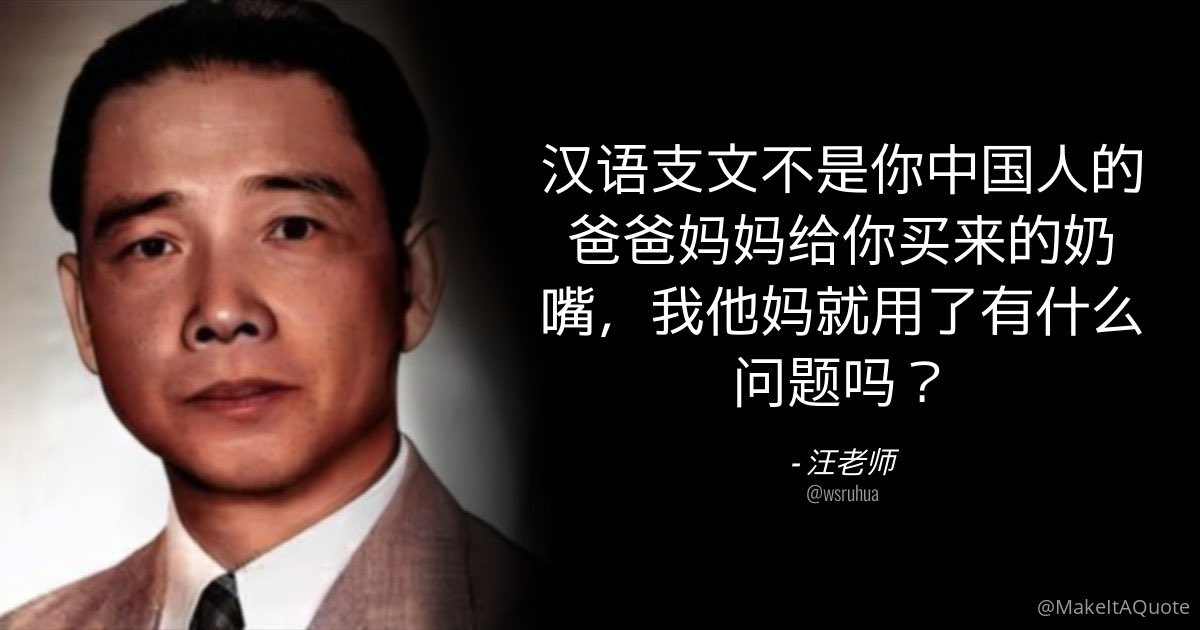 汉语支文不是你中国人的
爸爸妈妈给你买来的奶
嘴，我他妈就用了有什么
问题吗？
- 汪老师
@wsruhua
@MakeItAQuote